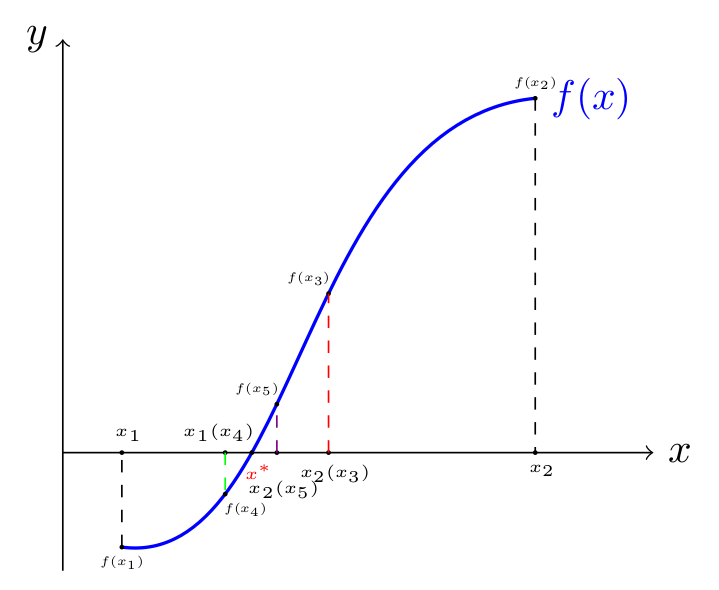 y
f(x₂)
f(x)
f(x₃)
f(x₅)
x₁
x₁(x₄)
x
x*
x₂(x₃)
x₂
x₂(x₅)
f(x₄)
f(x₁)